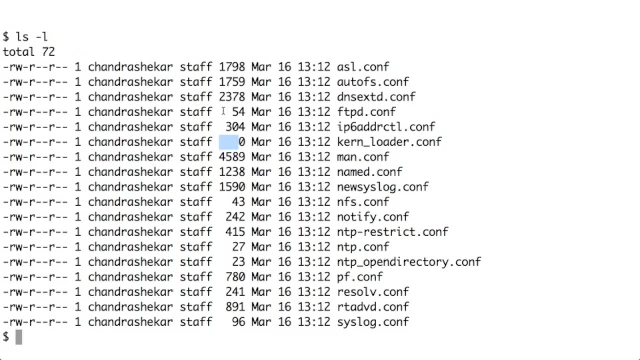 $ ls -l
total 72
-rw-r--r-- 1 chandrashekar staff 1798 Mar 16 13:12 asl.conf
-rw-r--r-- 1 chandrashekar staff 1759 Mar 16 13:12 autofs.conf
-rw-r--r-- 1 chandrashekar staff 2378 Mar 16 13:12 dnsextd.conf
-rw-r--r-- 1 chandrashekar staff   54 Mar 16 13:12 ftpd.conf
-rw-r--r-- 1 chandrashekar staff  304 Mar 16 13:12 ip6addrctl.conf
-rw-r--r-- 1 chandrashekar staff    0 Mar 16 13:12 kern_loader.conf
-rw-r--r-- 1 chandrashekar staff 4589 Mar 16 13:12 man.conf
-rw-r--r-- 1 chandrashekar staff 1238 Mar 16 13:12 named.conf
-rw-r--r-- 1 chandrashekar staff 1590 Mar 16 13:12 newsyslog.conf
-rw-r--r-- 1 chandrashekar staff   43 Mar 16 13:12 nfs.conf
-rw-r--r-- 1 chandrashekar staff  242 Mar 16 13:12 notify.conf
-rw-r--r-- 1 chandrashekar staff  415 Mar 16 13:12 ntp-restrict.conf
-rw-r--r-- 1 chandrashekar staff   27 Mar 16 13:12 ntp.conf
-rw-r--r-- 1 chandrashekar staff   23 Mar 16 13:12 ntp_opendirectory.conf
-rw-r--r-- 1 chandrashekar staff  780 Mar 16 13:12 pf.conf
-rw-r--r-- 1 chandrashekar staff  241 Mar 16 13:12 resolv.conf
-rw-r--r-- 1 chandrashekar staff  891 Mar 16 13:12 rtadvd.conf
-rw-r--r-- 1 chandrashekar staff   96 Mar 16 13:12 syslog.conf
$